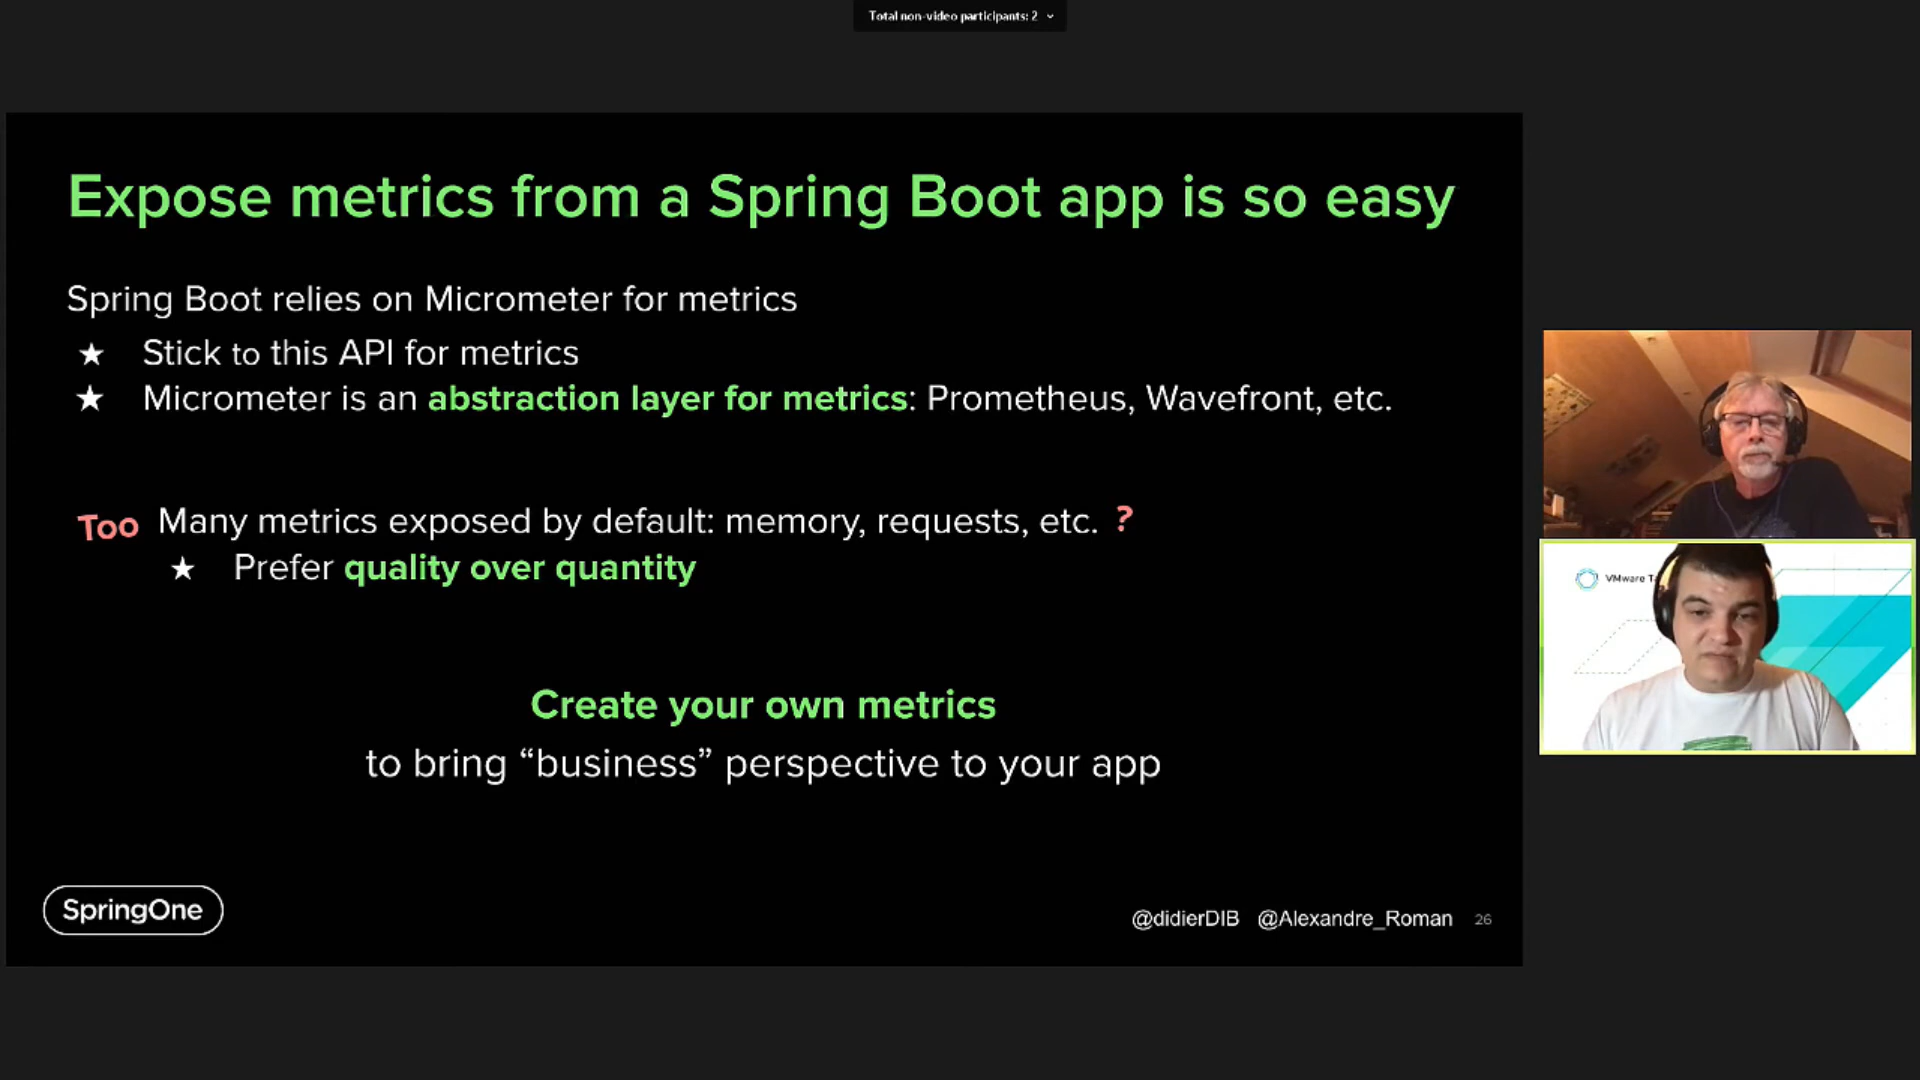 Total non-video participants: 2
Expose metrics from a Spring Boot app is so easy
Spring Boot relies on Micrometer for metrics
★ Stick to this API for metrics
★ Micrometer is an abstraction layer for metrics: Prometheus, Wavefront, etc.
Too Many metrics exposed by default: memory, requests, etc. ?
★ Prefer quality over quantity
Create your own metrics
to bring “business” perspective to your app
VMware
SpringOne
@didierDIB @Alexandre_Roman 26